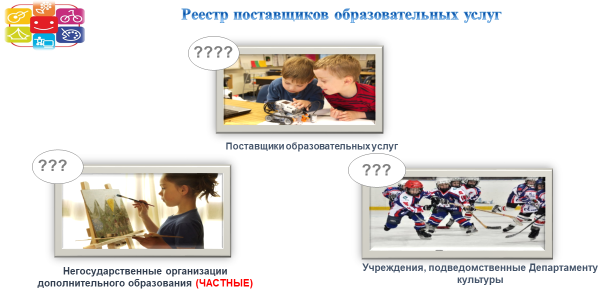 Реестр поставщиков образовательных услуг
????
Поставщики образовательных услуг
???
Негосударственные организации
дополнительного образования (ЧАСТНЫЕ)
???
Учреждения, подведомственные Департаменту
культуры